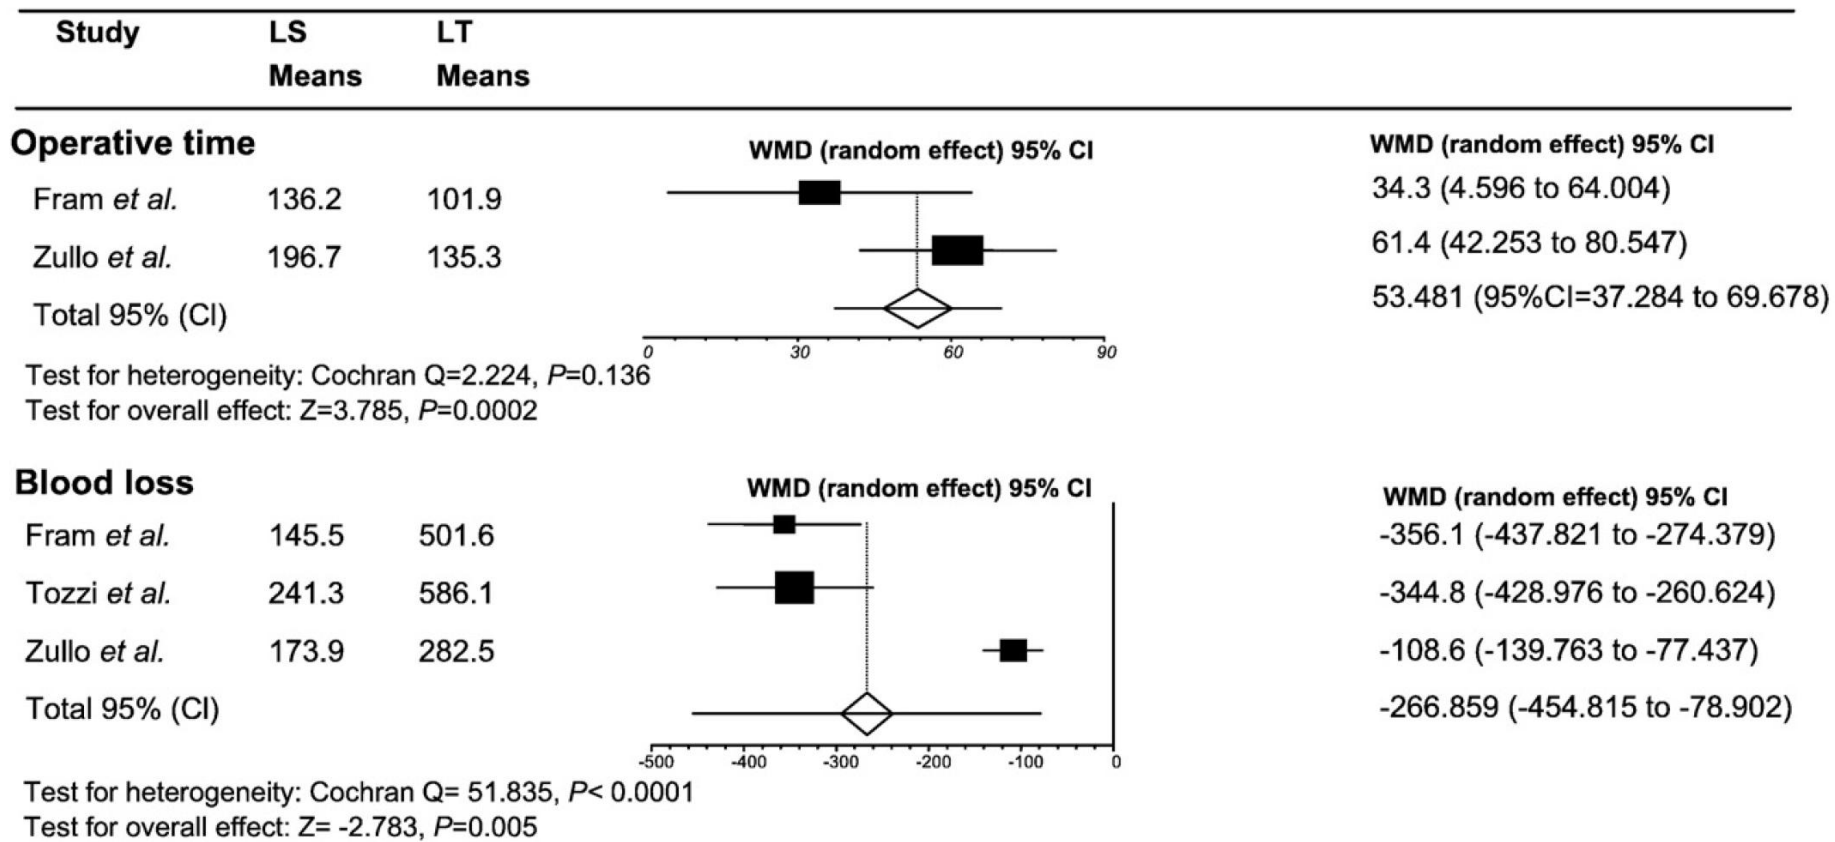 Study LS LT
Means Means
Operative time
WMD (random effect) 95% CI WMD (random effect) 95% CI
Fram et al. 136.2 101.9 34.3 (4.596 to 64.004)
Zullo et al. 196.7 135.3 61.4 (42.253 to 80.547)
Total 95% (CI) 53.481 (95%CI=37.284 to 69.678)
0 30 60 90
Test for heterogeneity: Cochran Q=2.224, P=0.136
Test for overall effect: Z=3.785, P=0.0002
Blood loss
WMD (random effect) 95% CI WMD (random effect) 95% CI
Fram et al. 145.5 501.6 -356.1 (-437.821 to -274.379)
Tozzi et al. 241.3 586.1 -344.8 (-428.976 to -260.624)
Zullo et al. 173.9 282.5 -108.6 (-139.763 to -77.437)
Total 95% (CI) -266.859 (-454.815 to -78.902)
-500 -400 -300 -200 -100 0
Test for heterogeneity: Cochran Q= 51.835, P< 0.0001
Test for overall effect: Z= -2.783, P=0.005